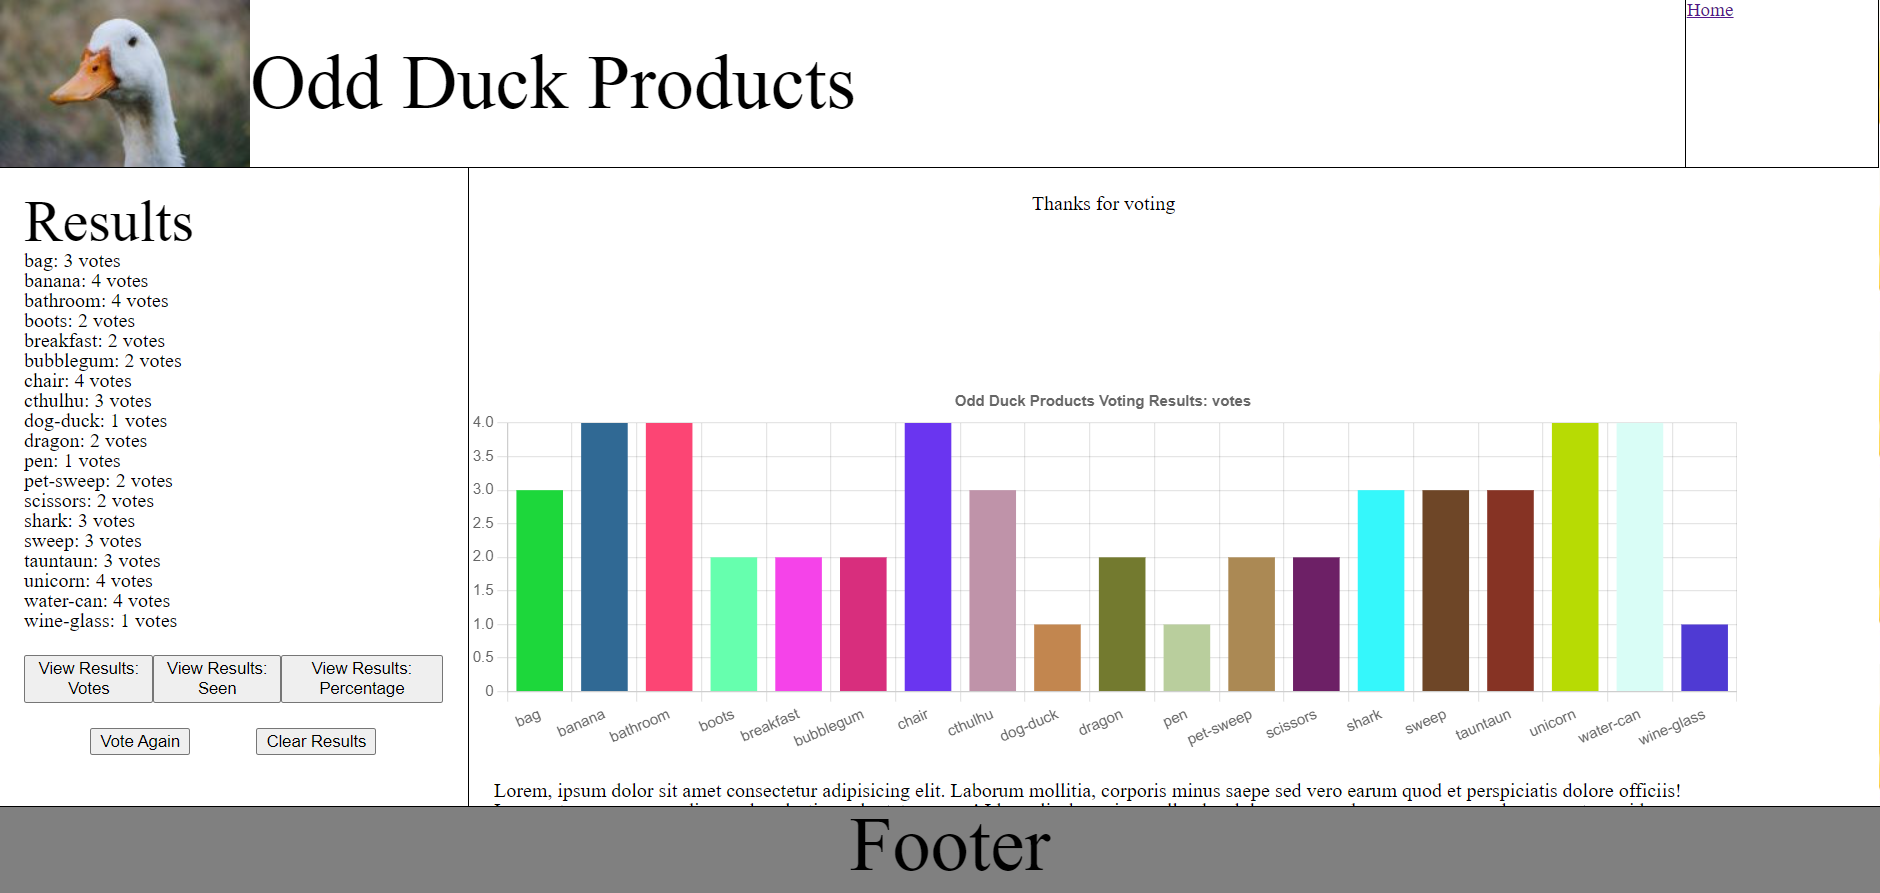 Odd Duck Products
Home
Results
bag: 3 votes
banana: 4 votes
bathroom: 4 votes
boots: 2 votes
breakfast: 2 votes
bubblegum: 2 votes
chair: 4 votes
cthulhu: 3 votes
dog-duck: 1 votes
dragon: 2 votes
pen: 1 votes
pet-sweep: 2 votes
scissors: 2 votes
shark: 3 votes
sweep: 3 votes
tauntaun: 3 votes
unicorn: 4 votes
water-can: 4 votes
wine-glass: 1 votes
View Results: Votes
View Results: Seen
View Results: Percentage
Vote Again
Clear Results
Thanks for voting
Odd Duck Products Voting Results: votes
4.0
3.5
3.0
2.5
2.0
1.5
1.0
0.5
0
bag
banana
bathroom
boots
breakfast
bubblegum
chair
cthulhu
dog-duck
dragon
pen
pet-sweep
scissors
shark
sweep
tauntaun
unicorn
water-can
wine-glass
Lorem, ipsum dolor sit amet consectetur adipisicing elit. Laborum mollitia, corporis minus saepe sed vero earum quod et perspiciatis dolore officiis!
Footer